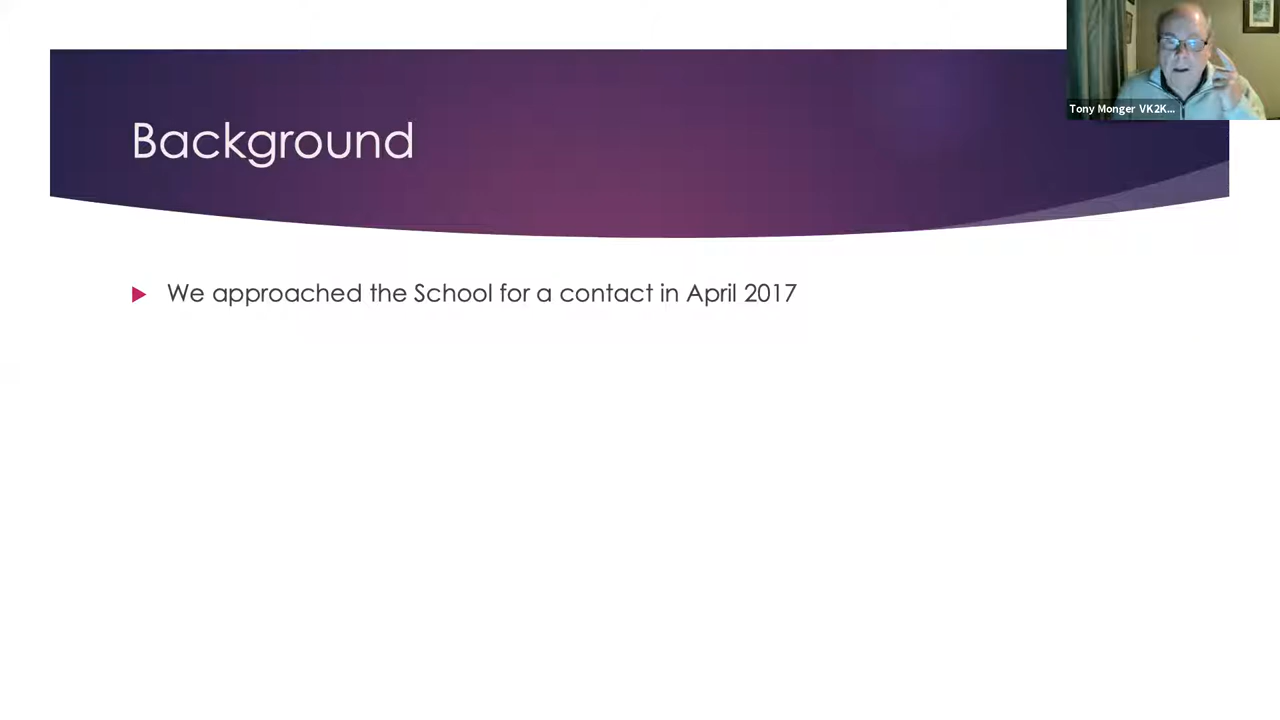 Tony Monger VK2K...
Background
We approached the School for a contact in April 2017